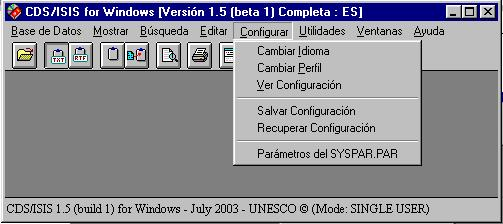 CDS/ISIS for Windows [Versión 1.5 (beta 1) Completa : ES]
Base de Datos Mostrar Búsqueda Editar Configurar Utilidades Ventanas Ayuda
TXT RTF
Cambiar Idioma
Cambiar Perfil
Ver Configuración
Salvar Configuración
Recuperar Configuración
Parámetros del SYSPAR.PAR
CDS/ISIS 1.5 (build 1) for Windows - July 2003 - UNESCO © (Mode: SINGLE USER)